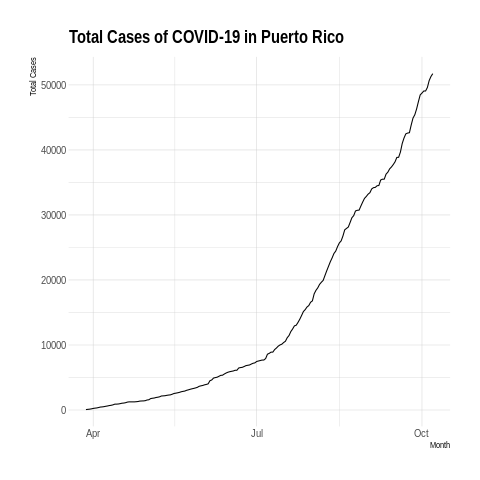 Total Cases of COVID-19 in Puerto Rico
Total Cases
50000
40000
30000
20000
10000
0
Apr Jul Oct
Month